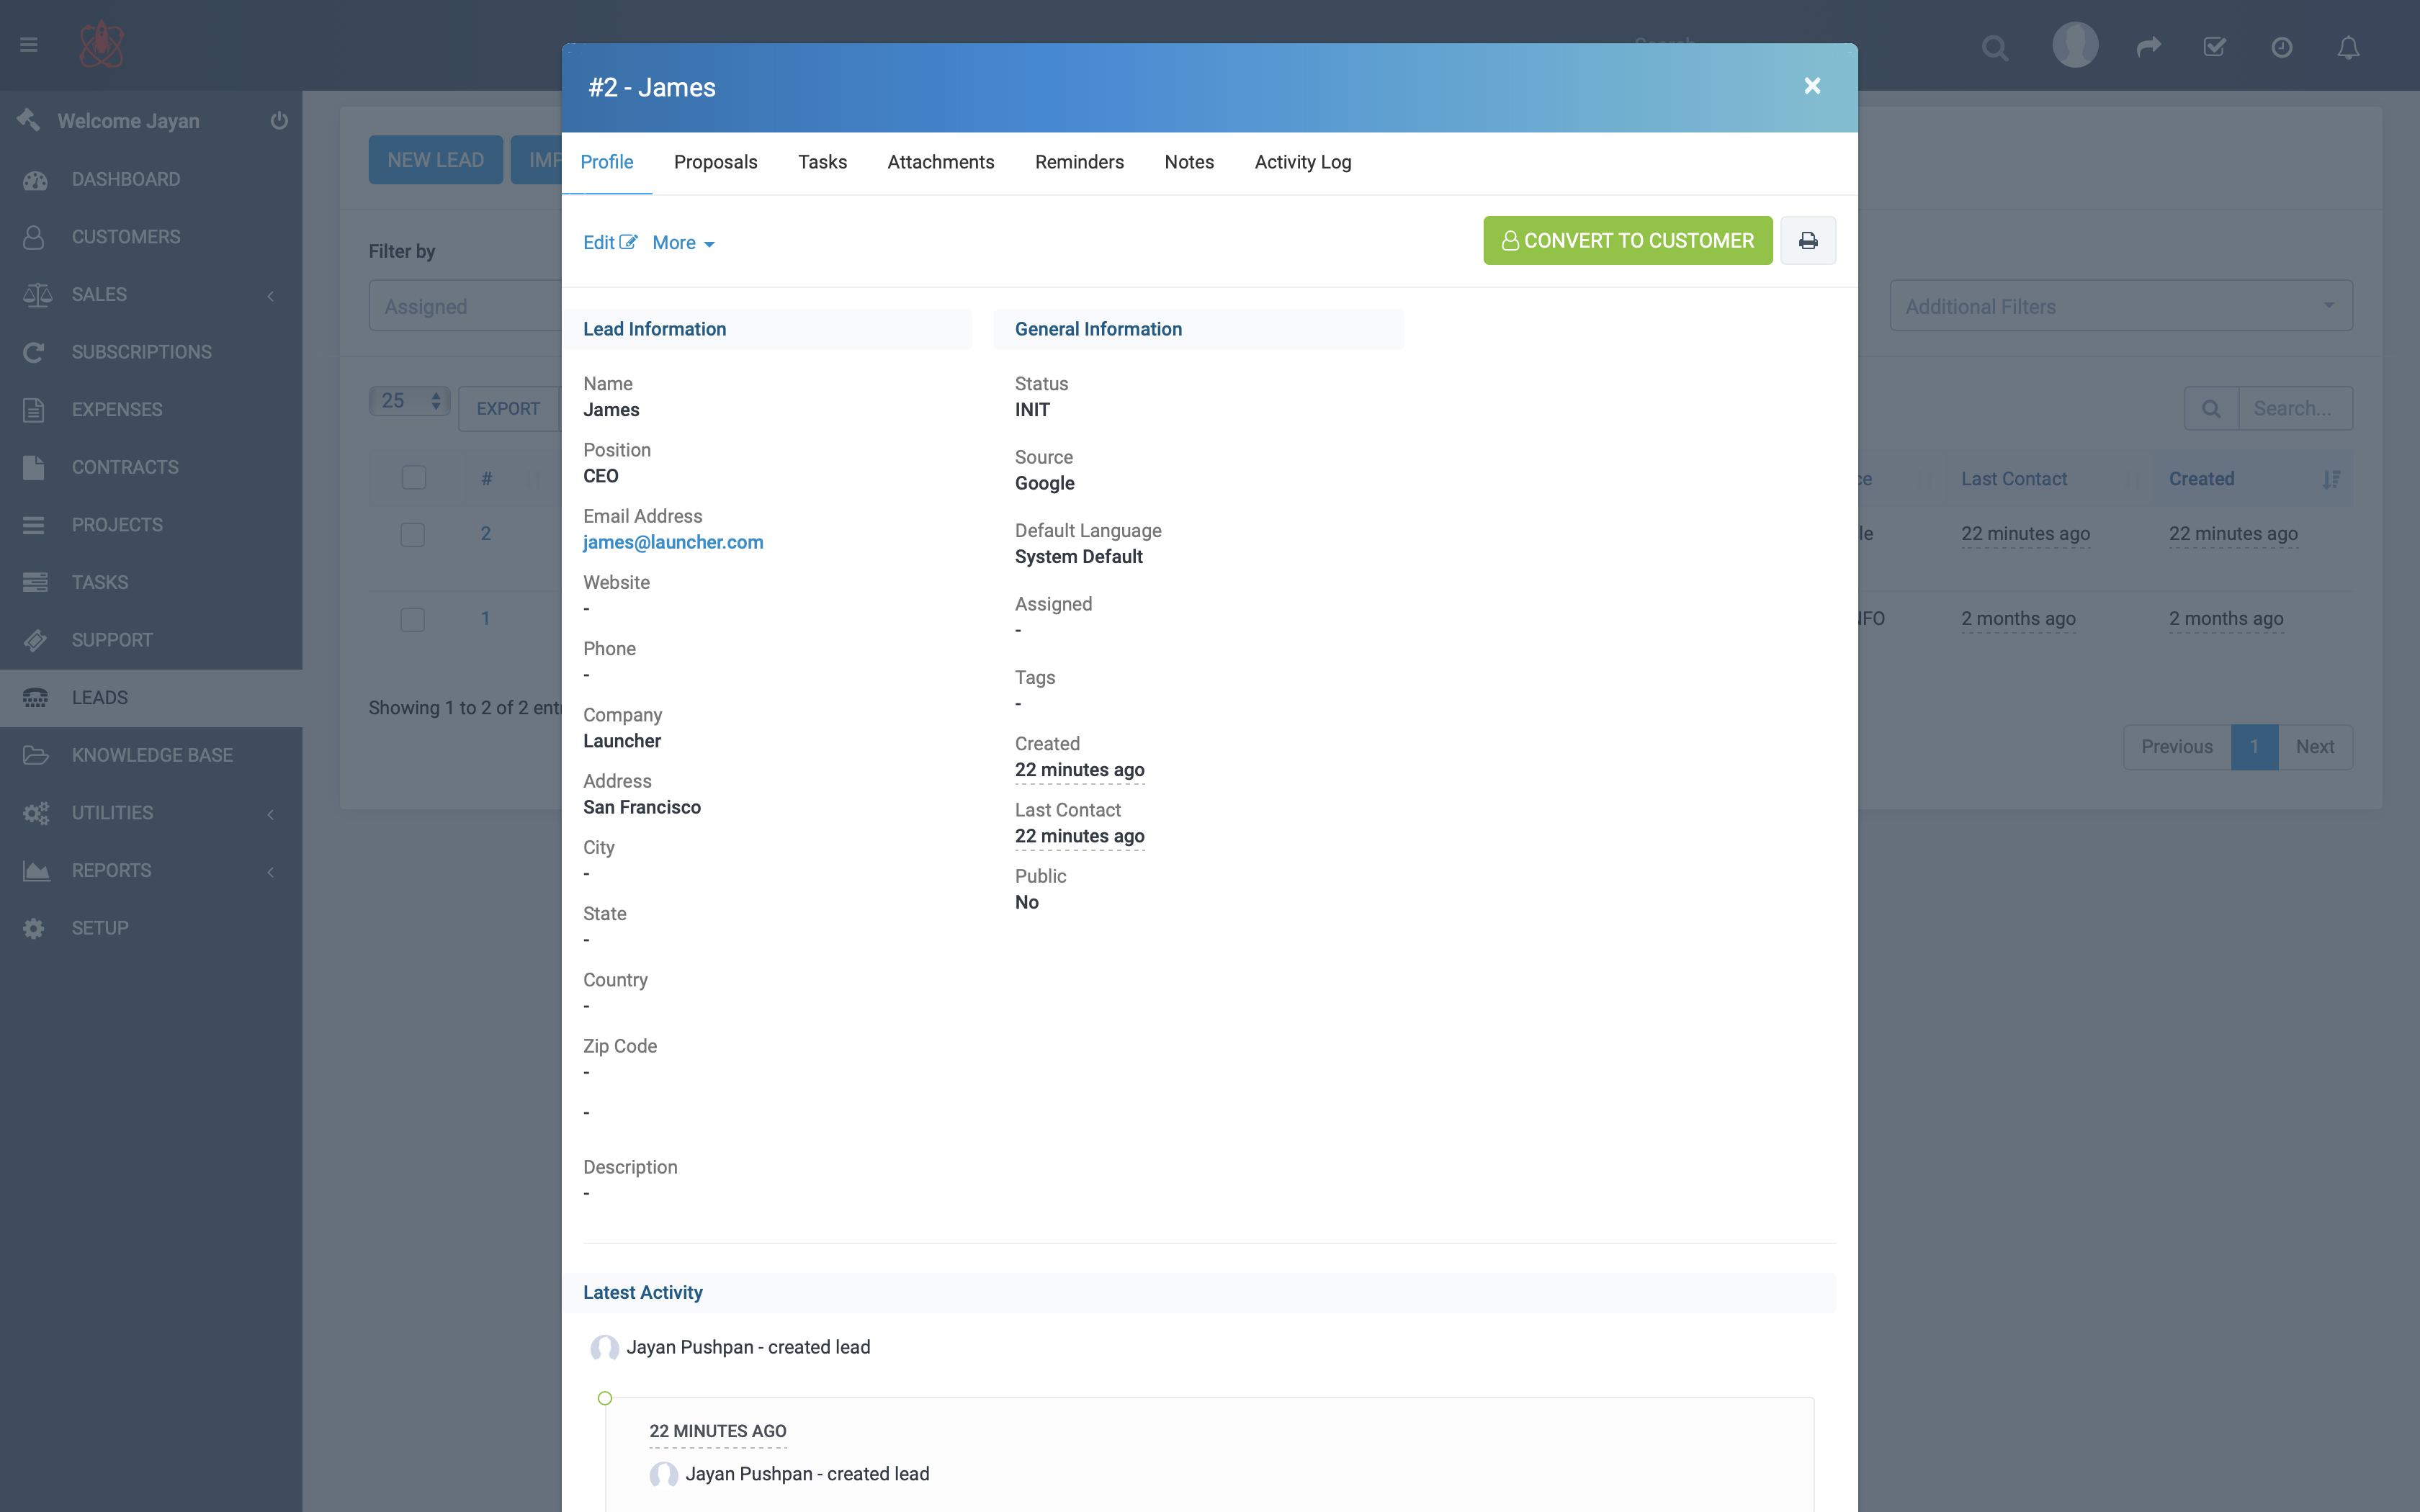 Search
#2 - James
Welcome Jayan
DASHBOARD
CUSTOMERS
SALES
SUBSCRIPTIONS
EXPENSES
CONTRACTS
PROJECTS
TASKS
SUPPORT
LEADS
KNOWLEDGE BASE
UTILITIES
REPORTS
SETUP
NEW LEAD
Filter by
Assigned
Additional Filters
25
EXPORT
Search...
#
Last Contact
Created
2
22 minutes ago
22 minutes ago
1
2 months ago
2 months ago
Showing 1 to 2 of 2
Previous
1
Next
Profile
Proposals
Tasks
Attachments
Reminders
Notes
Activity Log
Edit
More
CONVERT TO CUSTOMER
Lead Information
Name
James
Position
CEO
Email Address
james@launcher.com
Website
-
Phone
-
Company
Launcher
Address
San Francisco
City
-
State
-
Country
-
Zip Code
-
-
Description
-
General Information
Status
INIT
Source
Google
Default Language
System Default
Assigned
-
Tags
-
Created
22 minutes ago
Last Contact
22 minutes ago
Public
No
Latest Activity
Jayan Pushpan - created lead
22 MINUTES AGO
Jayan Pushpan - created lead